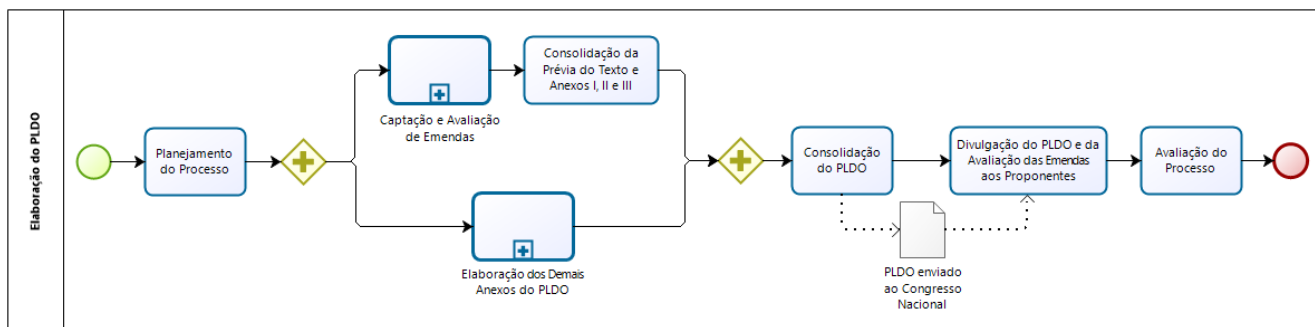 Elaboração do PLDO
Planejamento
do Processo
Captação e Avaliação
de Emendas
Consolidação da
Prévia do Texto e
Anexos I, II e III
Elaboração dos Demais
Anexos do PLDO
Consolidação
do PLDO
PLDO enviado
ao Congresso
Nacional
Divulgação do PLDO e da
Avaliação das Emendas
aos Proponentes
Avaliação do
Processo